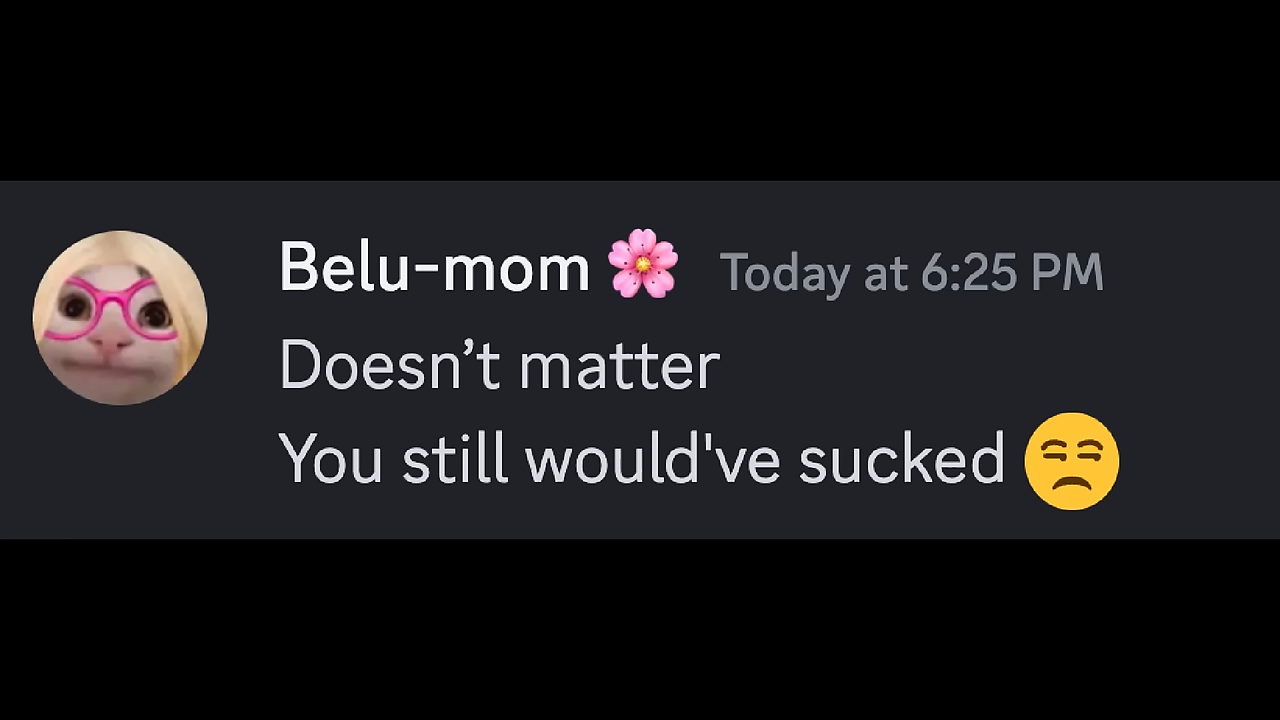 Belu-mom 🌸 Today at 6:25 PM
Doesn’t matter
You still would've sucked 😒